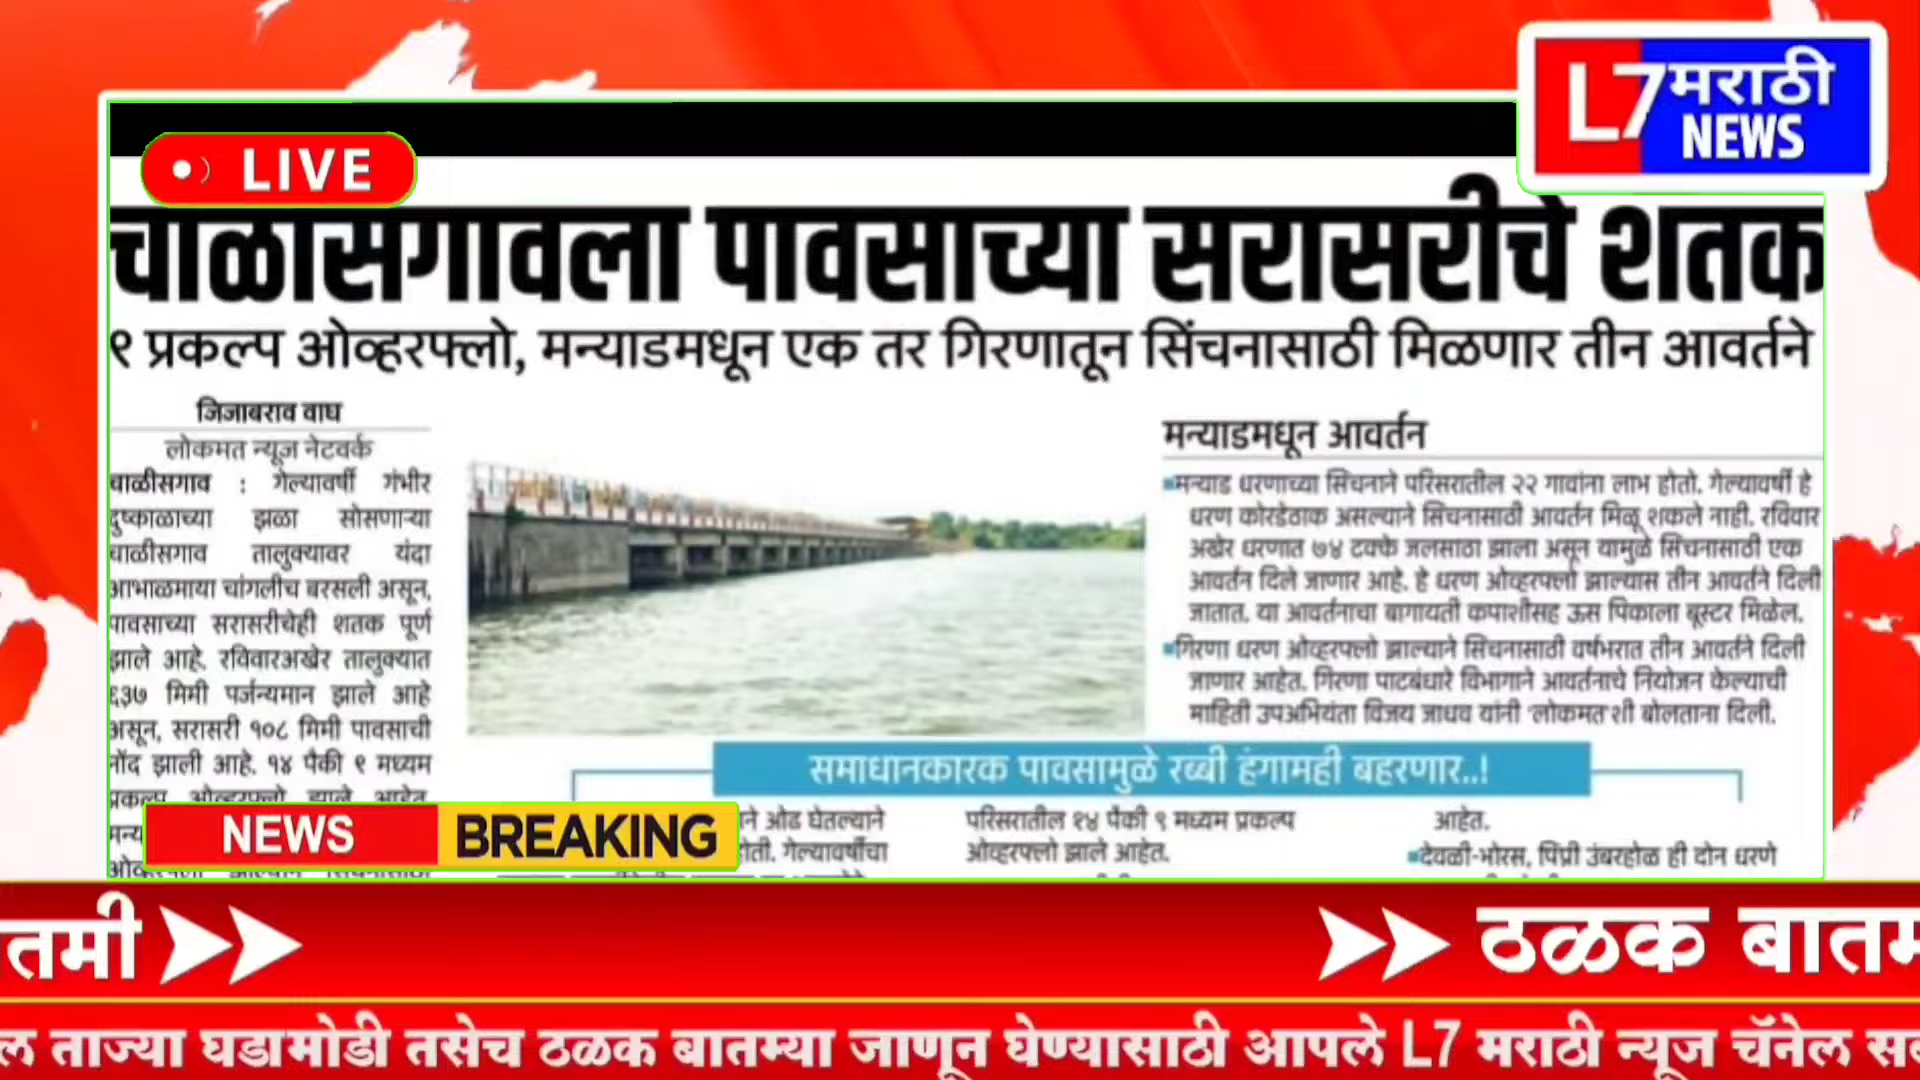 L7 मराठी
NEWS
LIVE
चाळीसगावला पावसाच्या सरासरीचे शतक
९ प्रकल्प ओव्हरफ्लो, मन्याडमधून एक तर गिरणातून सिंचनासाठी मिळणार तीन आवर्तने
जिजाबराव वाघ
लोकमत न्यूज नेटवर्क
चाळीसगाव : गेल्यावर्षी गंभीर
दुष्काळाच्या झळा सोसणाऱ्या
चाळीसगाव तालुक्यावर यंदा
आभाळमाया चांगलीच बरसली असून,
पावसाच्या सरासरीचेही शतक पूर्ण
झाले आहे. रविवारअखेर तालुक्यात
६३७ मिमी पर्जन्यमान झाले आहे
असून, सरासरी १०८ मिमी पावसाची
नोंद झाली आहे. १४ पैकी ९ मध्यम
प्रकल्प ओव्हरफ्लो झाले आहेत.
मन्याडमधून आवर्तन
मन्याड धरणाच्या सिंचनाने परिसरातील २२ गावांना लाभ होतो. गेल्यावर्षी हे
धरण कोरडेठाक असल्याने सिंचनासाठी आवर्तन मिळू शकले नाही. रविवार
अखेर धरणात ७४ टक्के जलसाठा झाला असून यामुळे सिंचनासाठी एक
आवर्तन दिले जाणार आहे. हे धरण ओव्हरफ्लो झाल्यास तीन आवर्तने दिली
जातात. या आवर्तनाचा बागायती कपाशीसह ऊस पिकाला बूस्टर मिळेल.
गिरणा धरण ओव्हरफ्लो झाल्याने सिंचनासाठी वर्षभरात तीन आवर्तने दिली
जाणार आहेत. गिरणा पाटबंधारे विभागाने आवर्तनाचे नियोजन केल्याची
माहिती उपअभियंता विजय जाधव यांनी 'लोकमत'शी बोलताना दिली.
समाधानकारक पावसामुळे रब्बी हंगामही बहरणार..!
ने ओढ घेतल्याने
होती. गेल्यावर्षीचा
परिसरातील १४ पैकी ९ मध्यम प्रकल्प
ओव्हरफ्लो झाले आहेत.
आहेत.
देवळी-भोरस, पिंप्री उंबरहोळ ही दोन धरणे
NEWS BREAKING
तमी ठळक बातम
ल ताज्या घडामोडी तसेच ठळक बातम्या जाणून घेण्यासाठी आपले L7 मराठी न्यूज चॅनेल सब